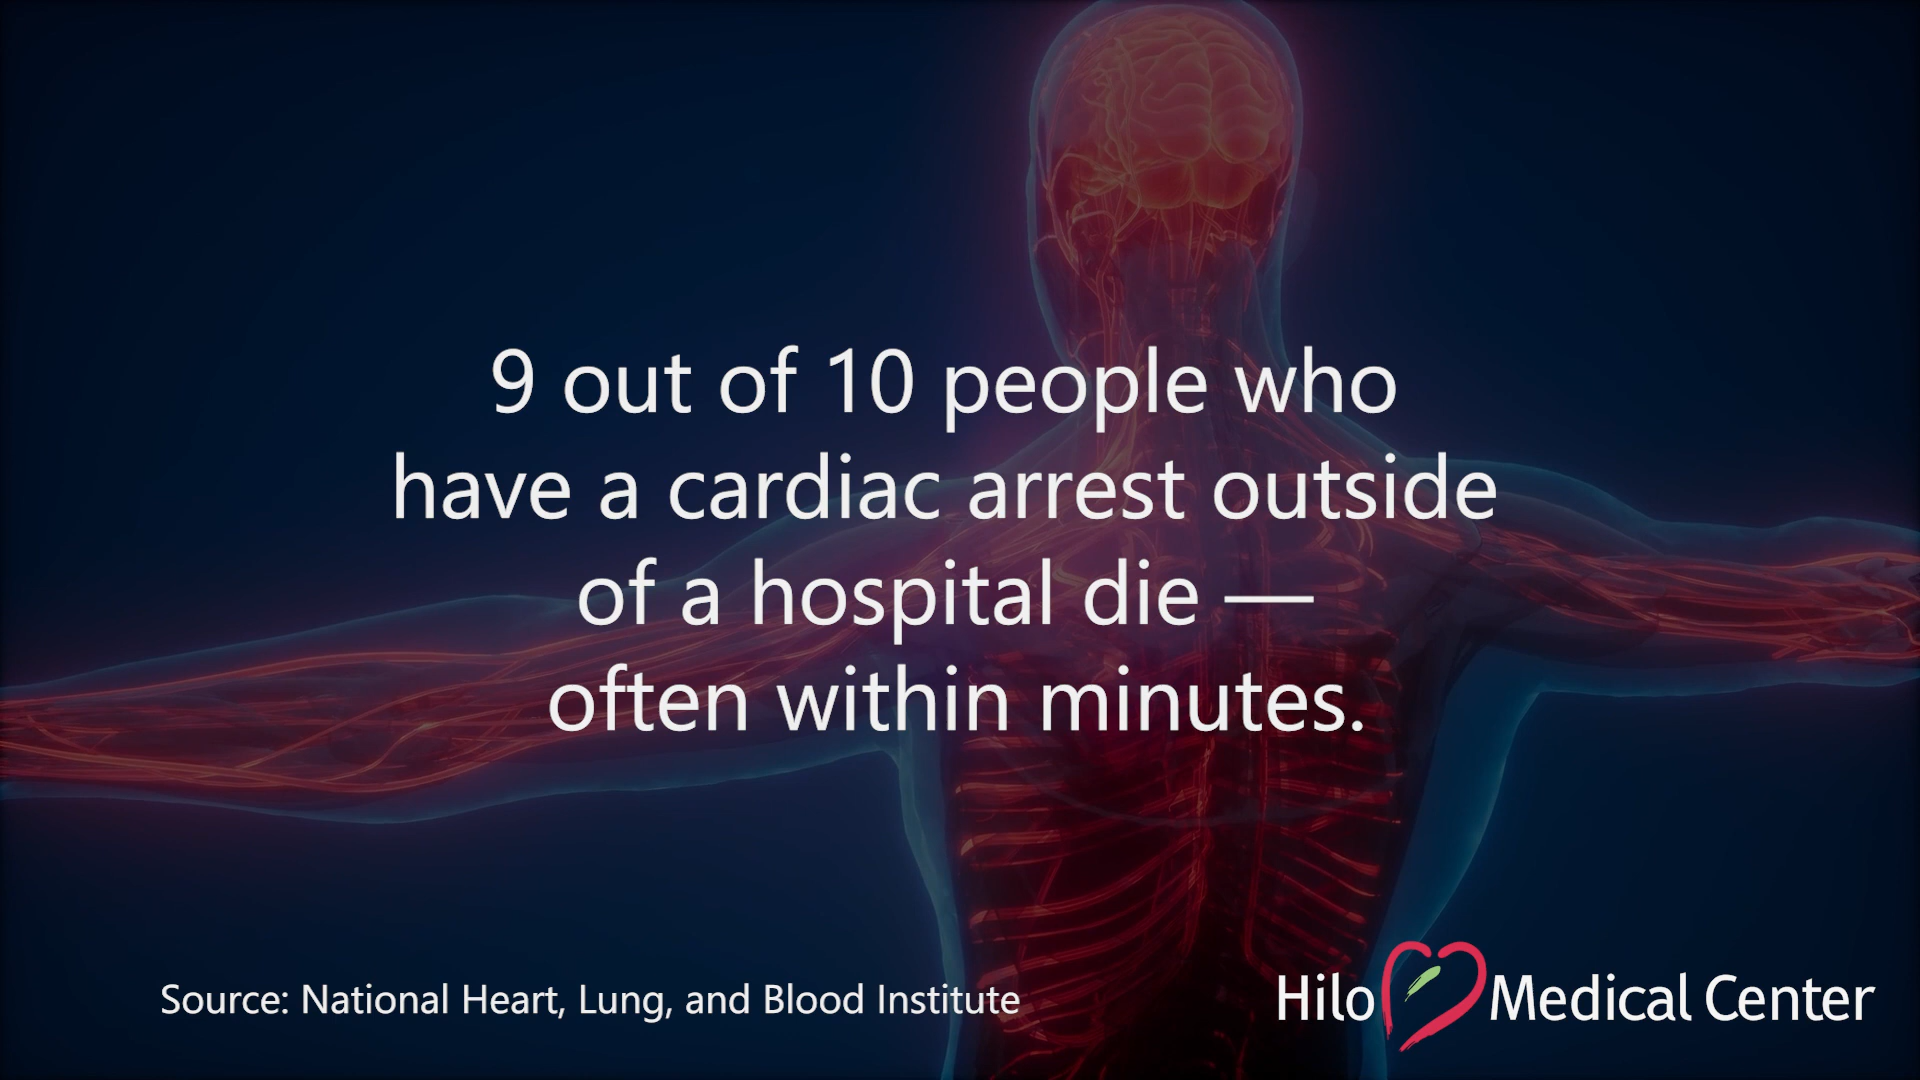 9 out of 10 people who
have a cardiac arrest outside
of a hospital die —
often within minutes.
Source: National Heart, Lung, and Blood Institute
Hilo Medical Center